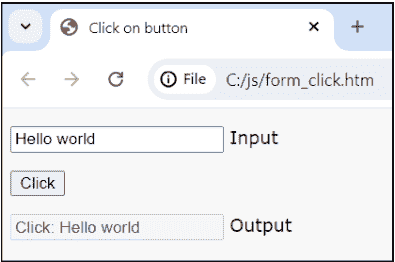 Click on button
File C:/js/form_click.htm
Hello world Input
Click
Click: Hello world Output